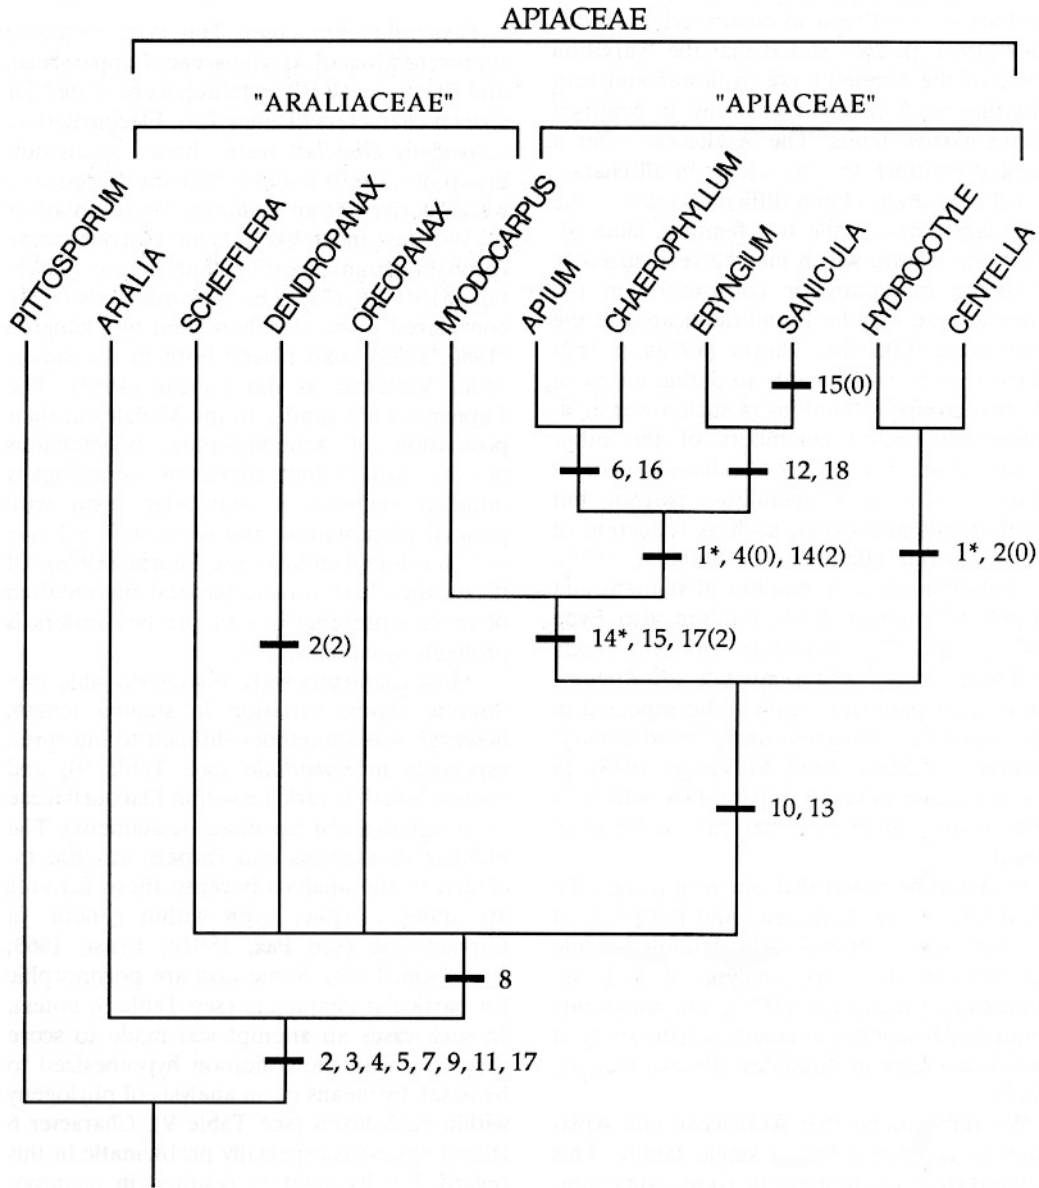 APIACEAE
"ARALIACEAE"
"APIACEAE"
PITTOSPORUM
ARALIA
SCHEFFERA
DENDROPANAX
OREOPANAX
MYODOCARPUS
APIUM
CHAEROPHYLLUM
ERYNGIUM
SANICULA
HYDROCOTYLE
CENTELLA
15(0)
6, 16
12, 18
1*, 4(0), 14(2)
1*, 2(0)
2(2)
14*, 15, 17(2)
10, 13
8
2, 3, 4, 5, 7, 9, 11, 17